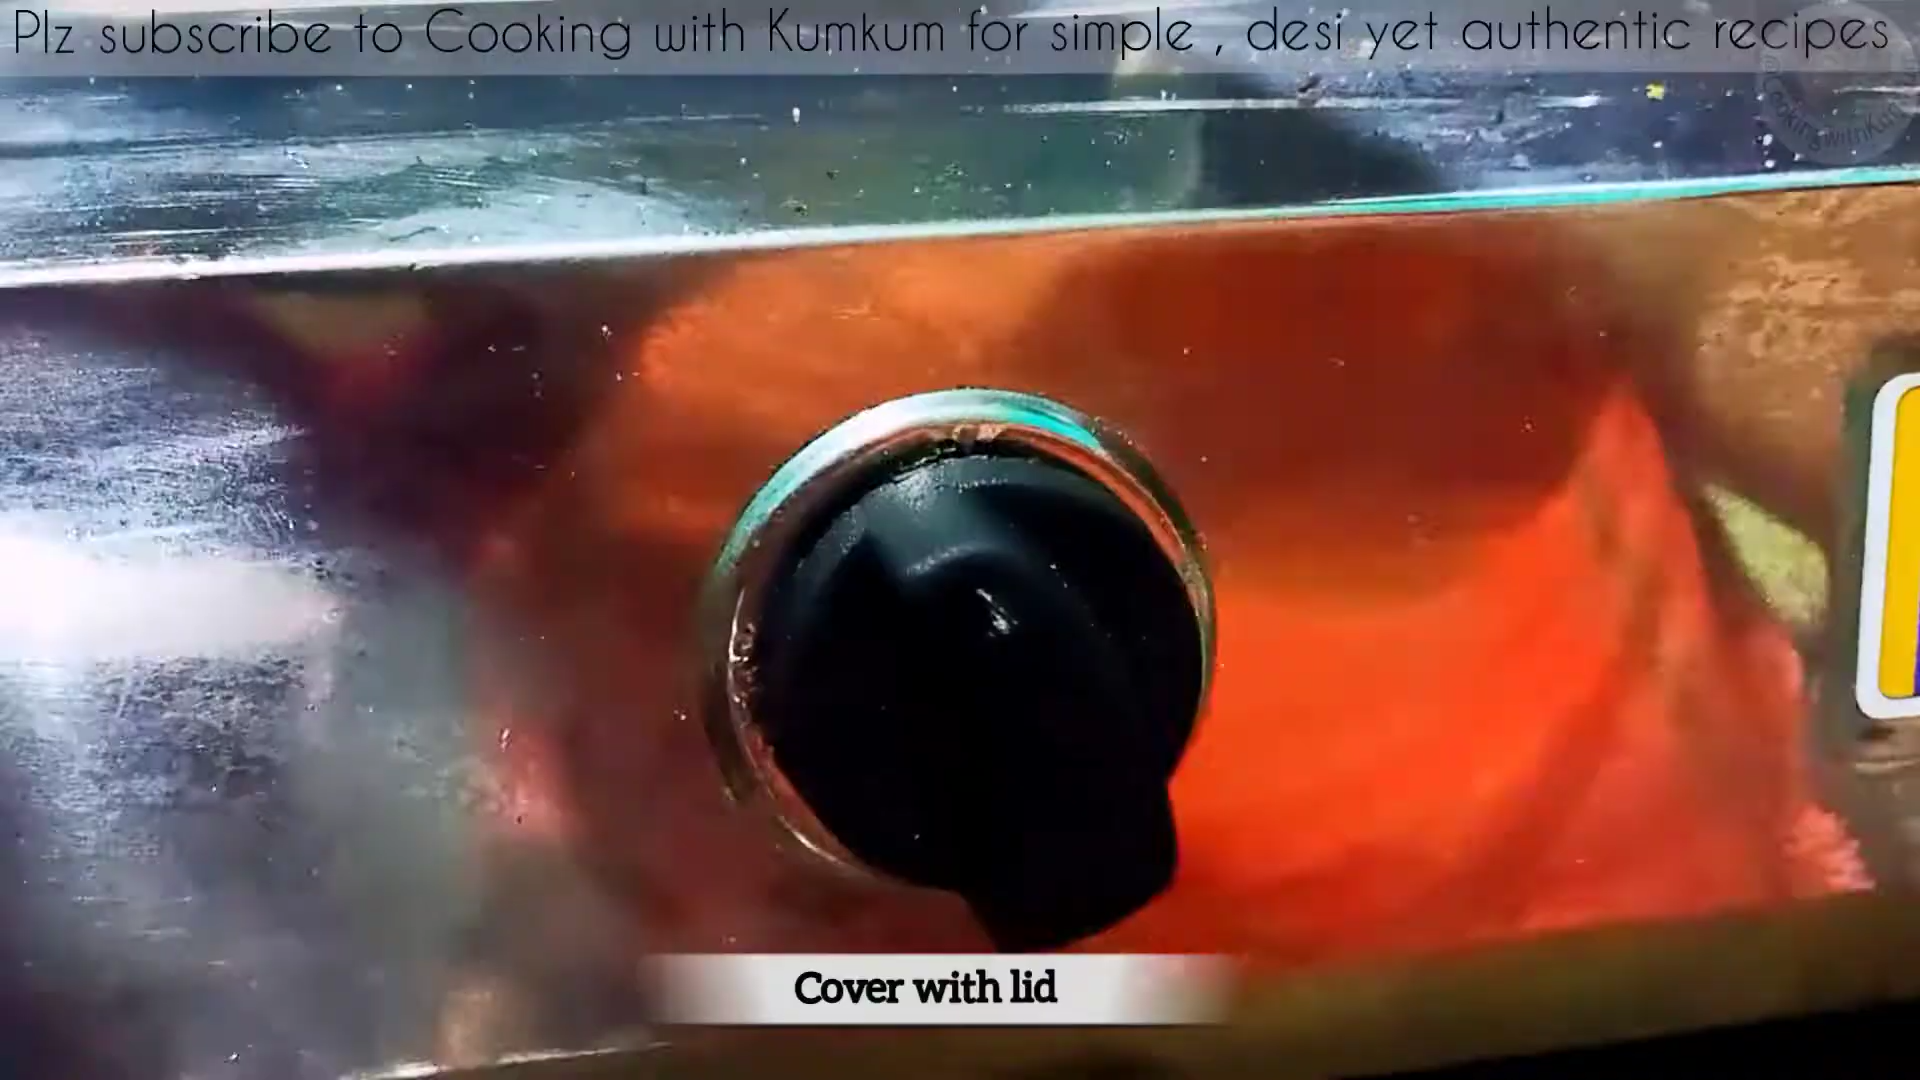 Plz subscribe to Cooking with Kumkum for simple , desi yet authentic recipes
Cover with lid